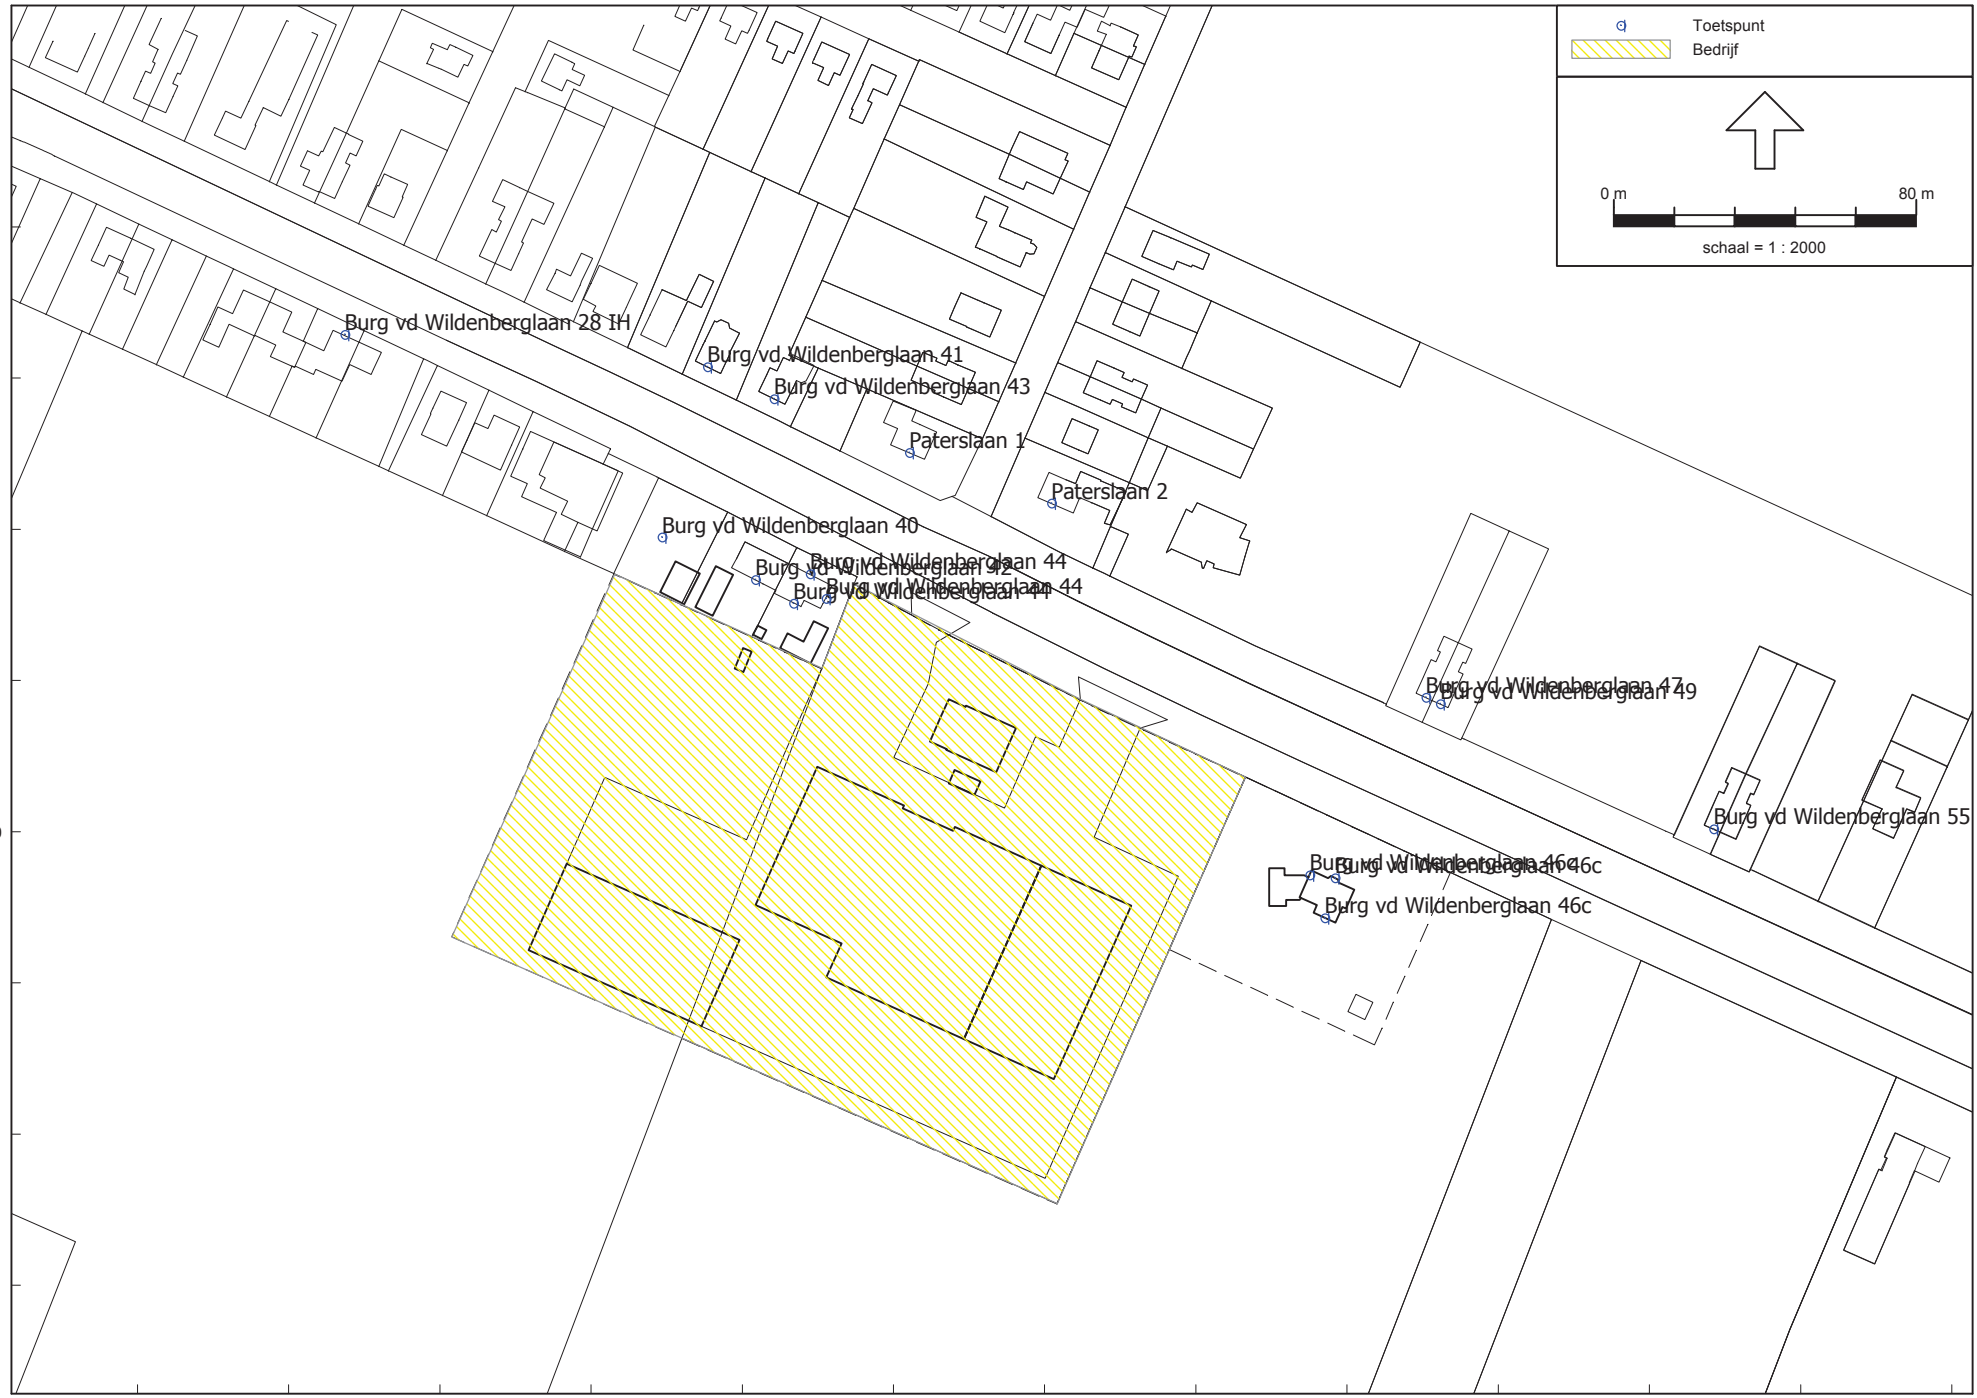 Toetspunt
Bedrijf
0 m
80 m
schaal = 1 : 2000
Burg vd Wildenberglaan 28 IH
Burg vd Wildenberglaan 41
Burg vd Wildenberglaan 43
Paterslaan 1
Paterslaan 2
Burg vd Wildenberglaan 40
Burg vd Wildenberglaan 44
Burg vd Wildenberglaan 42
Burg vd Wildenberglaan 44
Burg vd Wildenberglaan 44
Burg vd Wildenberglaan 47
Burg vd Wildenberglaan 49
Burg vd Wildenberglaan 55
Burg vd Wildenberglaan 46c
Burg vd Wildenberglaan 46c
Burg vd Wildenberglaan 46c